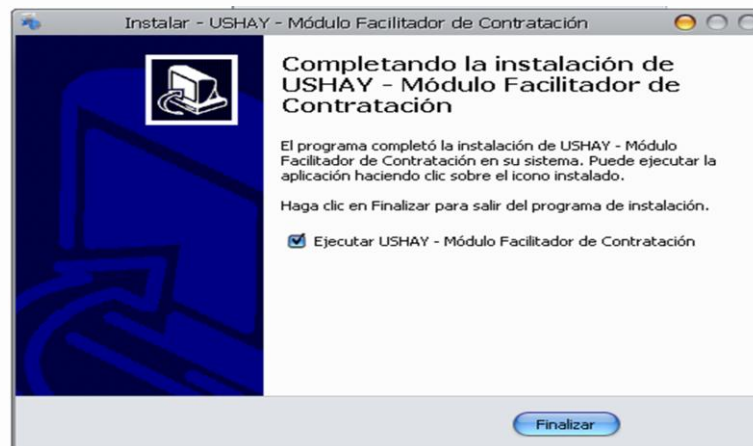 Instalar - USHAY - Módulo Facilitador de Contratación
Completando la instalación de
USHAY - Módulo Facilitador de
Contratación
El programa completó la instalación de USHAY - Módulo
Facilitador de Contratación en su sistema. Puede ejecutar la
aplicación haciendo clic sobre el icono instalado.
Haga clic en Finalizar para salir del programa de instalación.
Ejecutar USHAY - Módulo Facilitador de Contratación
Finalizar